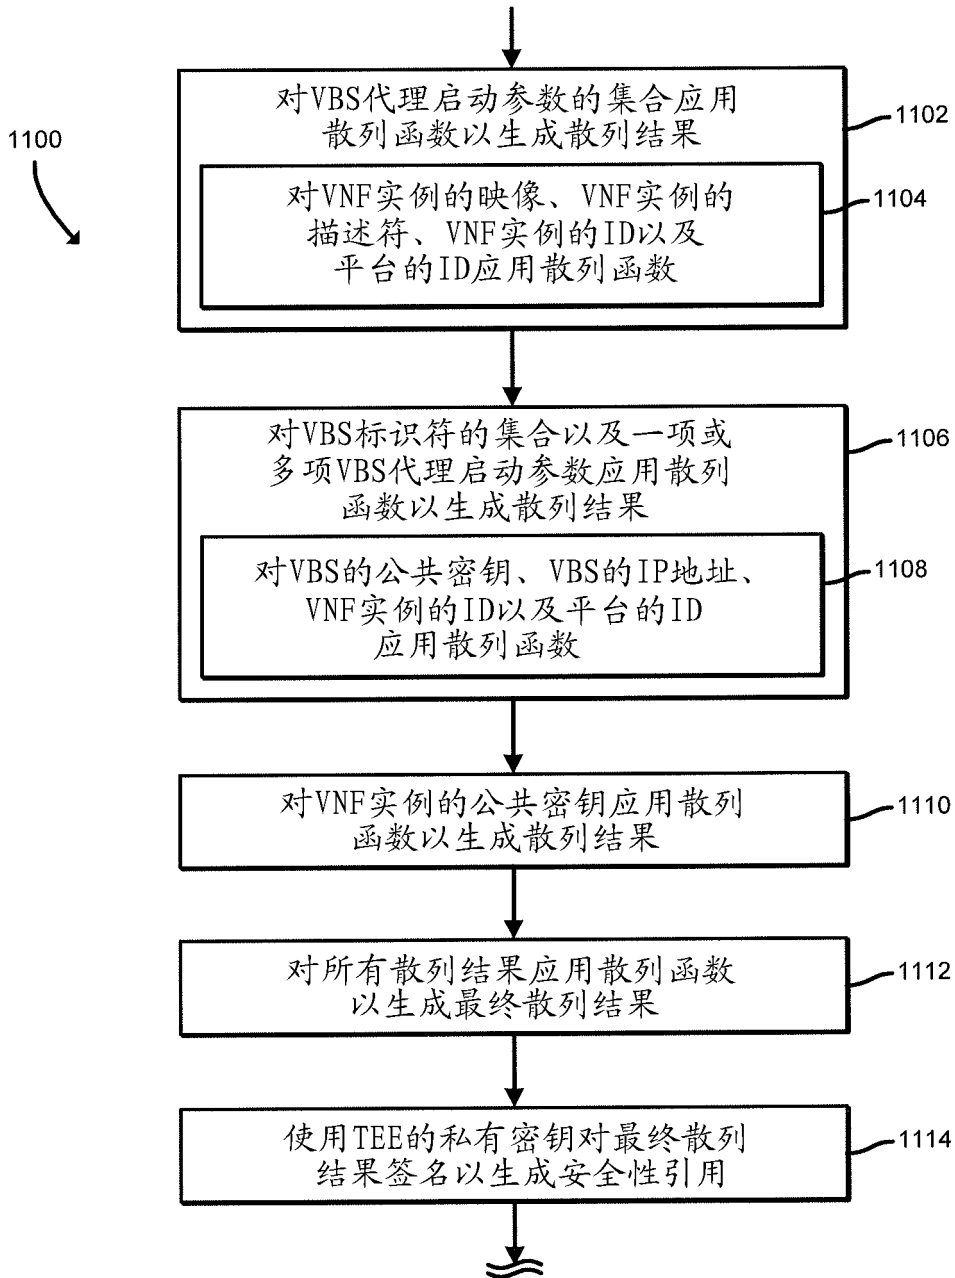 1100
对VBS代理启动参数的集合应用
散列函数以生成散列结果
1102
对VNF实例的映像、VNF实例的
描述符、VNF实例的ID以及
平台的ID应用散列函数
1104
对VBS标识符的集合以及一项或
多项VBS代理启动参数应用散列
函数以生成散列结果
1106
对VBS的公共密钥、VBS的IP地址、
VNF实例的ID以及平台的ID
应用散列函数
1108
对VNF实例的公共密钥应用散列
函数以生成散列结果
1110
对所有散列结果应用散列函数
以生成最终散列结果
1112
使用TEE的私有密钥对最终散列
结果签名以生成安全性引用
1114